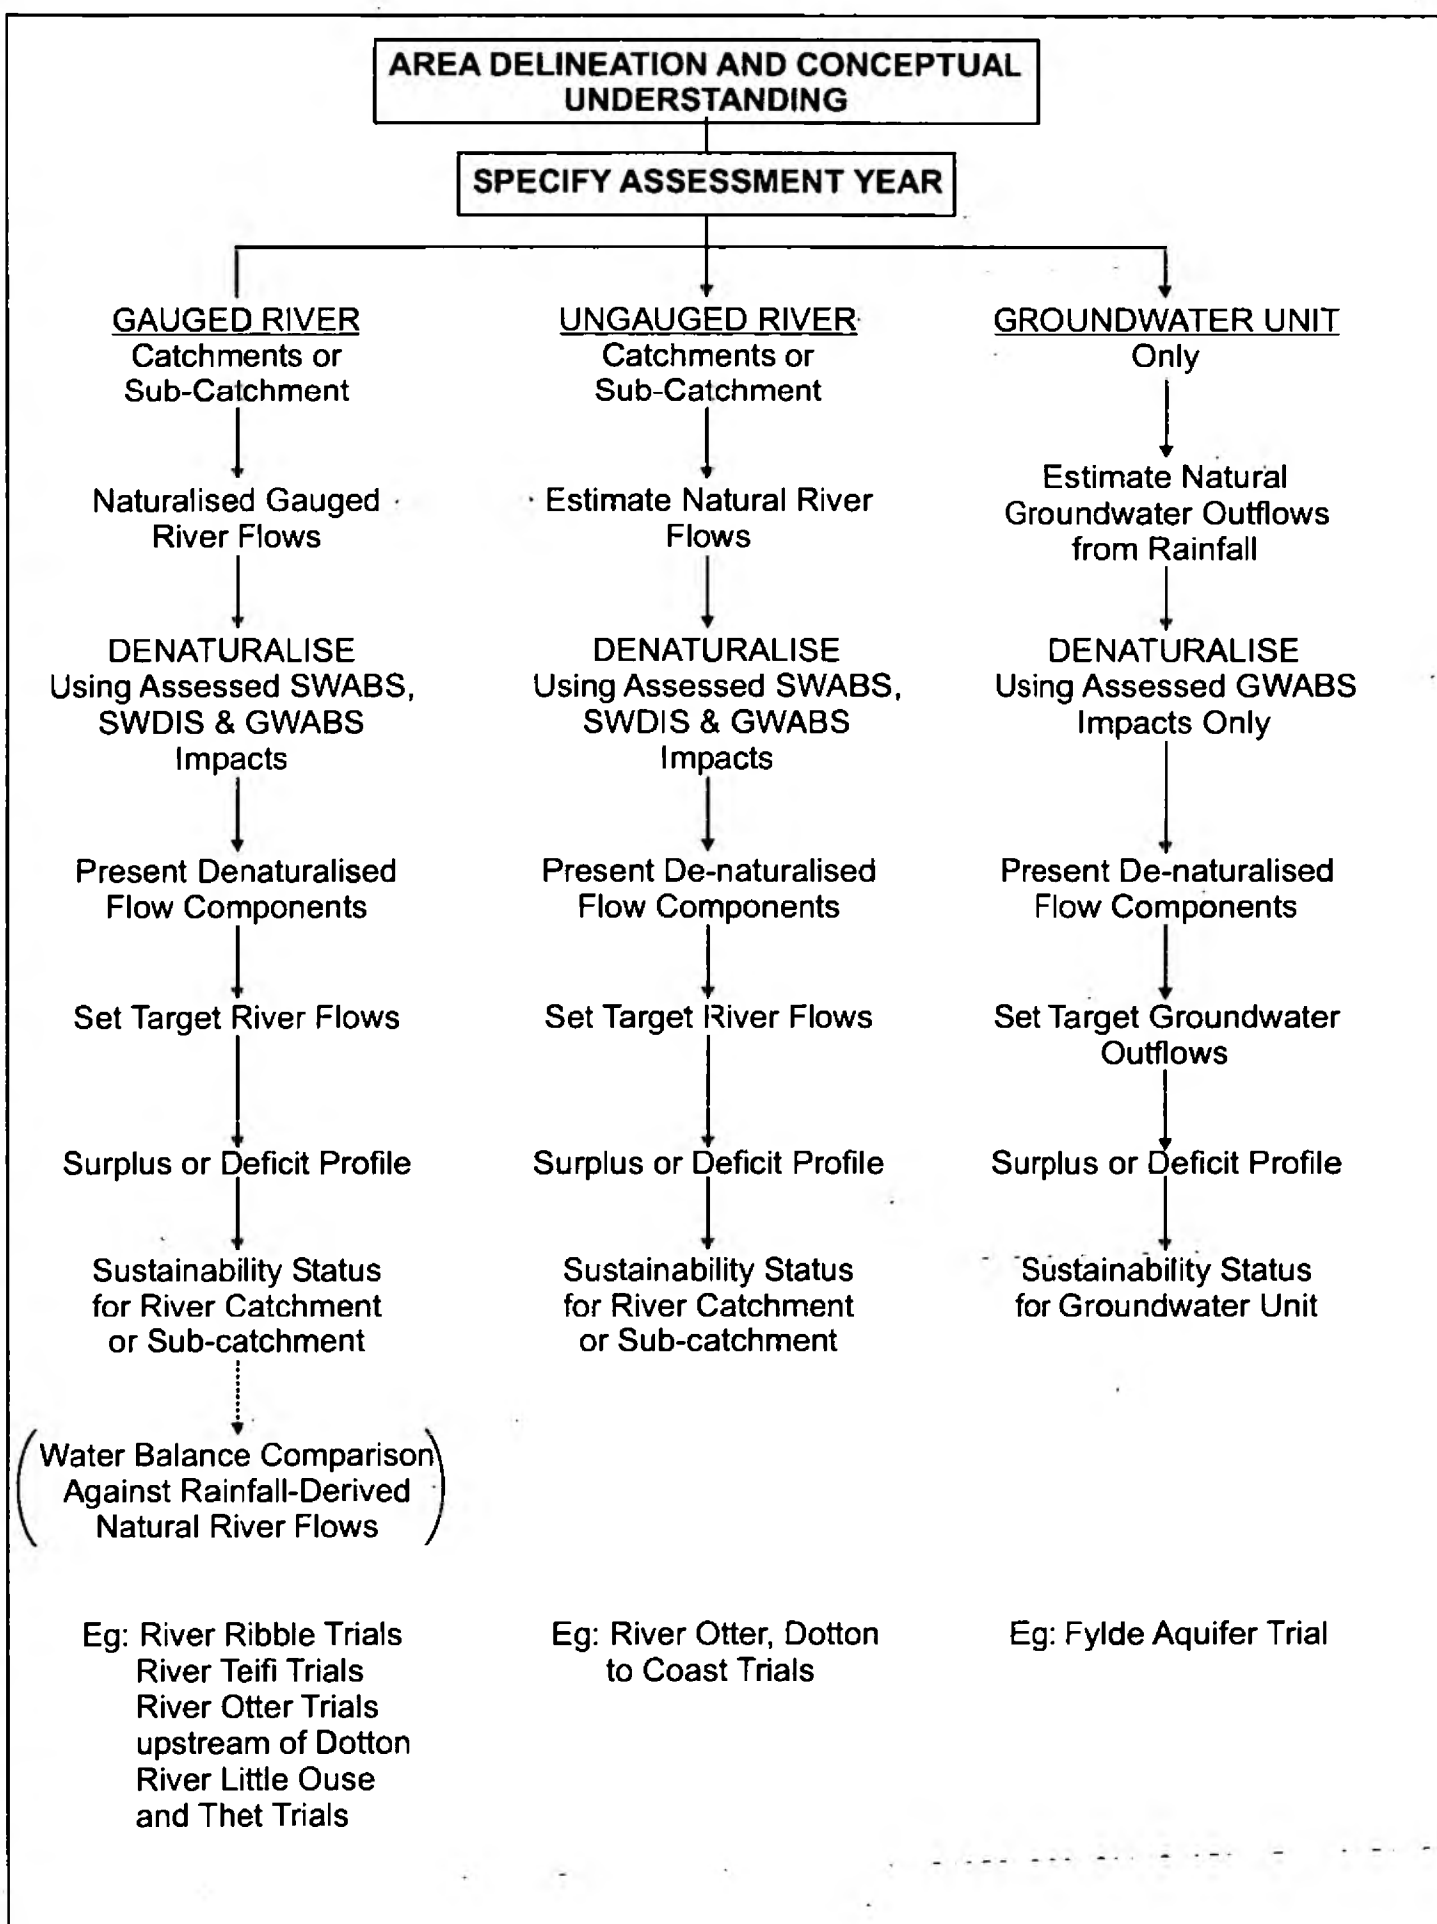 AREA DELINEATION AND CONCEPTUAL
UNDERSTANDING
SPECIFY ASSESSMENT YEAR
GAUGED RIVER
Catchments or
Sub-Catchment
Naturalised Gauged
River Flows
DENATURALISE
Using Assessed SWABS,
SWDIS & GWABS
Impacts
Present Denaturalised
Flow Components
Set Target River Flows
Surplus or Deficit Profile
Sustainability Status
for River Catchment
or Sub-catchment
(Water Balance Comparison
Against Rainfall-Derived
Natural River Flows)
Eg: River Ribble Trials
River Teifi Trials
River Otter Trials
upstream of Dotton
River Little Ouse
and Thet Trials
UNGAUGED RIVER
Catchments or
Sub-Catchment
Estimate Natural River
Flows
DENATURALISE
Using Assessed SWABS,
SWDIS & GWABS
Impacts
Present De-naturalised
Flow Components
Set Target River Flows
Surplus or Deficit Profile
Sustainability Status
for River Catchment
or Sub-catchment
Eg: River Otter, Dotton
to Coast Trials
GROUNDWATER UNIT
Only
Estimate Natural
Groundwater Outflows
from Rainfall
DENATURALISE
Using Assessed GWABS
Impacts Only
Present De-naturalised
Flow Components
Set Target Groundwater
Outflows
Surplus or Deficit Profile
Sustainability Status
for Groundwater Unit
Eg: Fylde Aquifer Trial